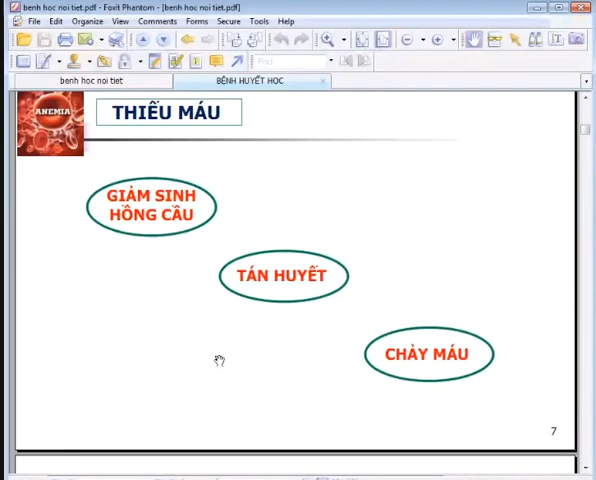 benh hoc noi tiet.pdf - Foxit Phantom - [benh hoc noi tiet.pdf]
File Edit Organize View Comments Forms Secure Tools Help
Find
benh hoc noi tiet
BỆNH HUYẾT HỌC
ANEMIA
THIẾU MÁU
GIẢM SINH
HỒNG CẦU
TÁN HUYẾT
CHẢY MÁU
7